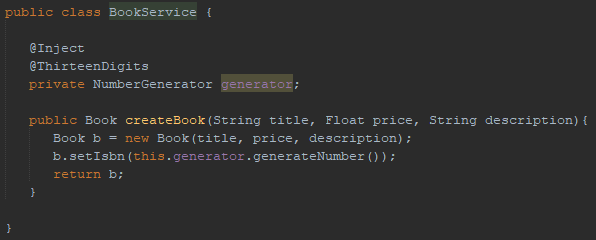 public class BookService {
@Inject
@ThirteenDigits
private NumberGenerator generator;
public Book createBook(String title, Float price, String description){
Book b = new Book(title, price, description);
b.setIsbn(this.generator.generateNumber());
return b;
}
}